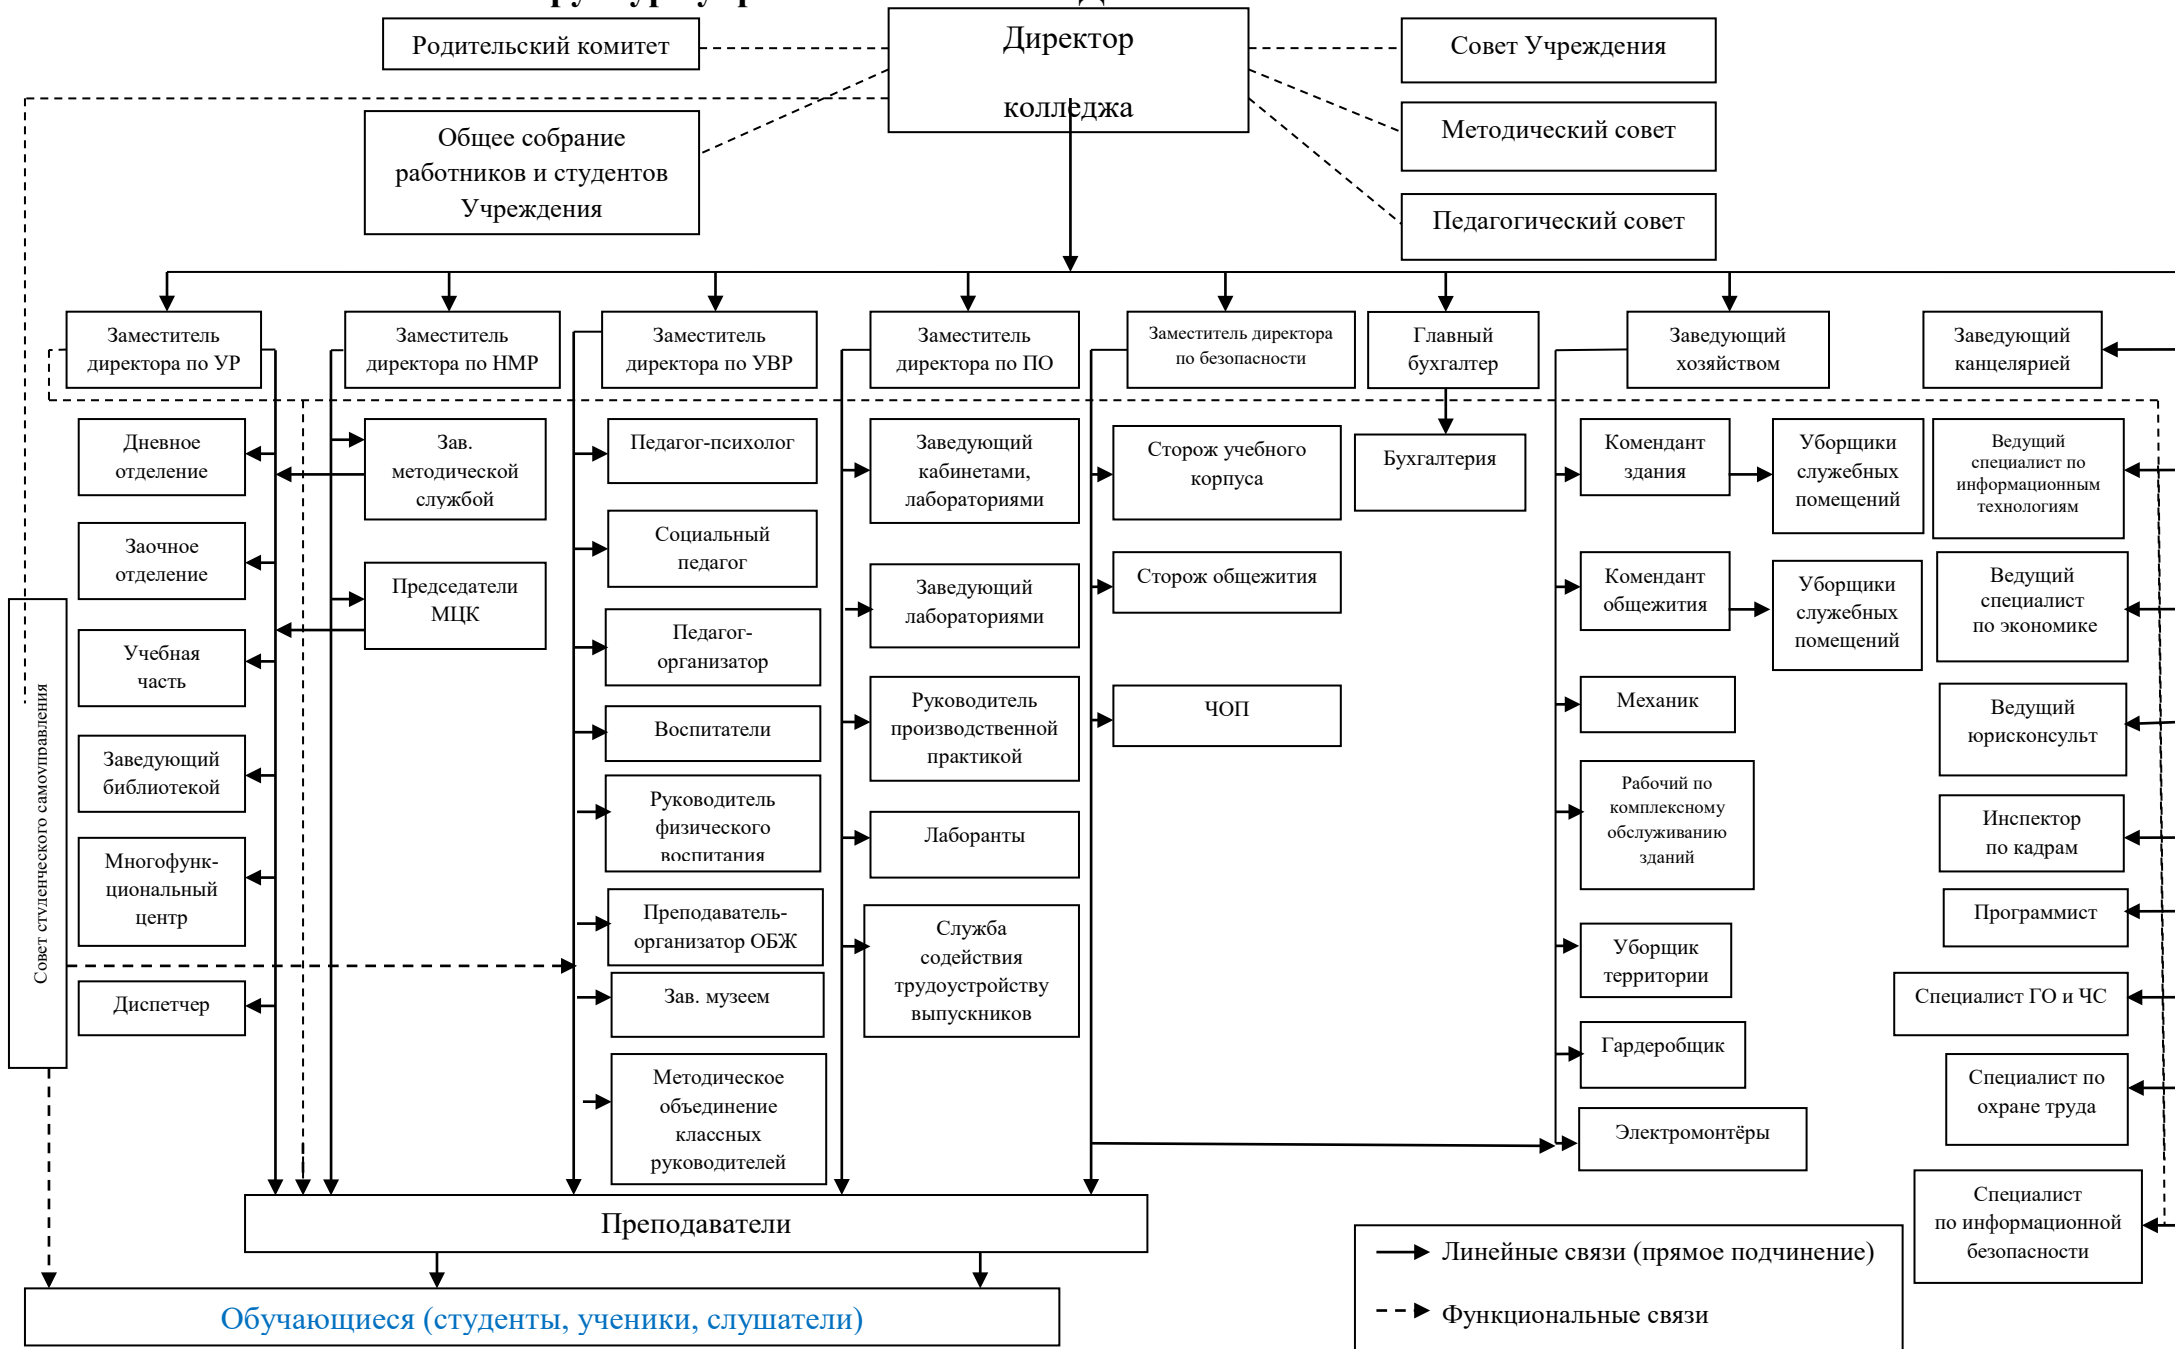 Директор
колледжа
Родительский комитет
Общее собрание
работников и студентов
Учреждения
Совет Учреждения
Методический совет
Педагогический совет
Заместитель
директора по УР
Заместитель
директора по НМР
Заместитель
директора по УВР
Заместитель
директора по ПО
Заместитель директора
по безопасности
Главный
бухгалтер
Заведующий
хозяйством
Заведующий
канцелярией
Дневное
отделение
Заочное
отделение
Учебная
часть
Заведующий
библиотекой
Многофунк-
циональный
центр
Диспетчер
Зав.
методической
службой
Председатели
МЦК
Педагог-психолог
Социальный
педагог
Педагог-
организатор
Воспитатели
Руководитель
физического
воспитания
Преподаватель-
организатор ОБЖ
Зав. музеем
Методическое
объединение
классных
руководителей
Заведующий
кабинетами,
лабораториями
Заведующий
лабораториями
Руководитель
производственной
практикой
Лаборанты
Служба
содействия
трудоустройству
выпускников
Сторож учебного
корпуса
Сторож общежития
ЧОП
Бухгалтерия
Комендант
здания
Уборщики
служебных
помещений
Комендант
общежития
Уборщики
служебных
помещений
Механик
Рабочий по
комплексному
обслуживанию
зданий
Уборщик
территории
Гардеробщик
Электромонтёры
Ведущий
специалист по
информационным
технологиям
Ведущий
специалист
по экономике
Ведущий
юрисконсульт
Инспектор
по кадрам
Программист
Специалист ГО и ЧС
Специалист по
охране труда
Специалист
по информационной
безопасности
Совет студенческого самоуправления
Преподаватели
Обучающиеся (студенты, ученики, слушатели)
Линейные связи (прямое подчинение)
Функциональные связи